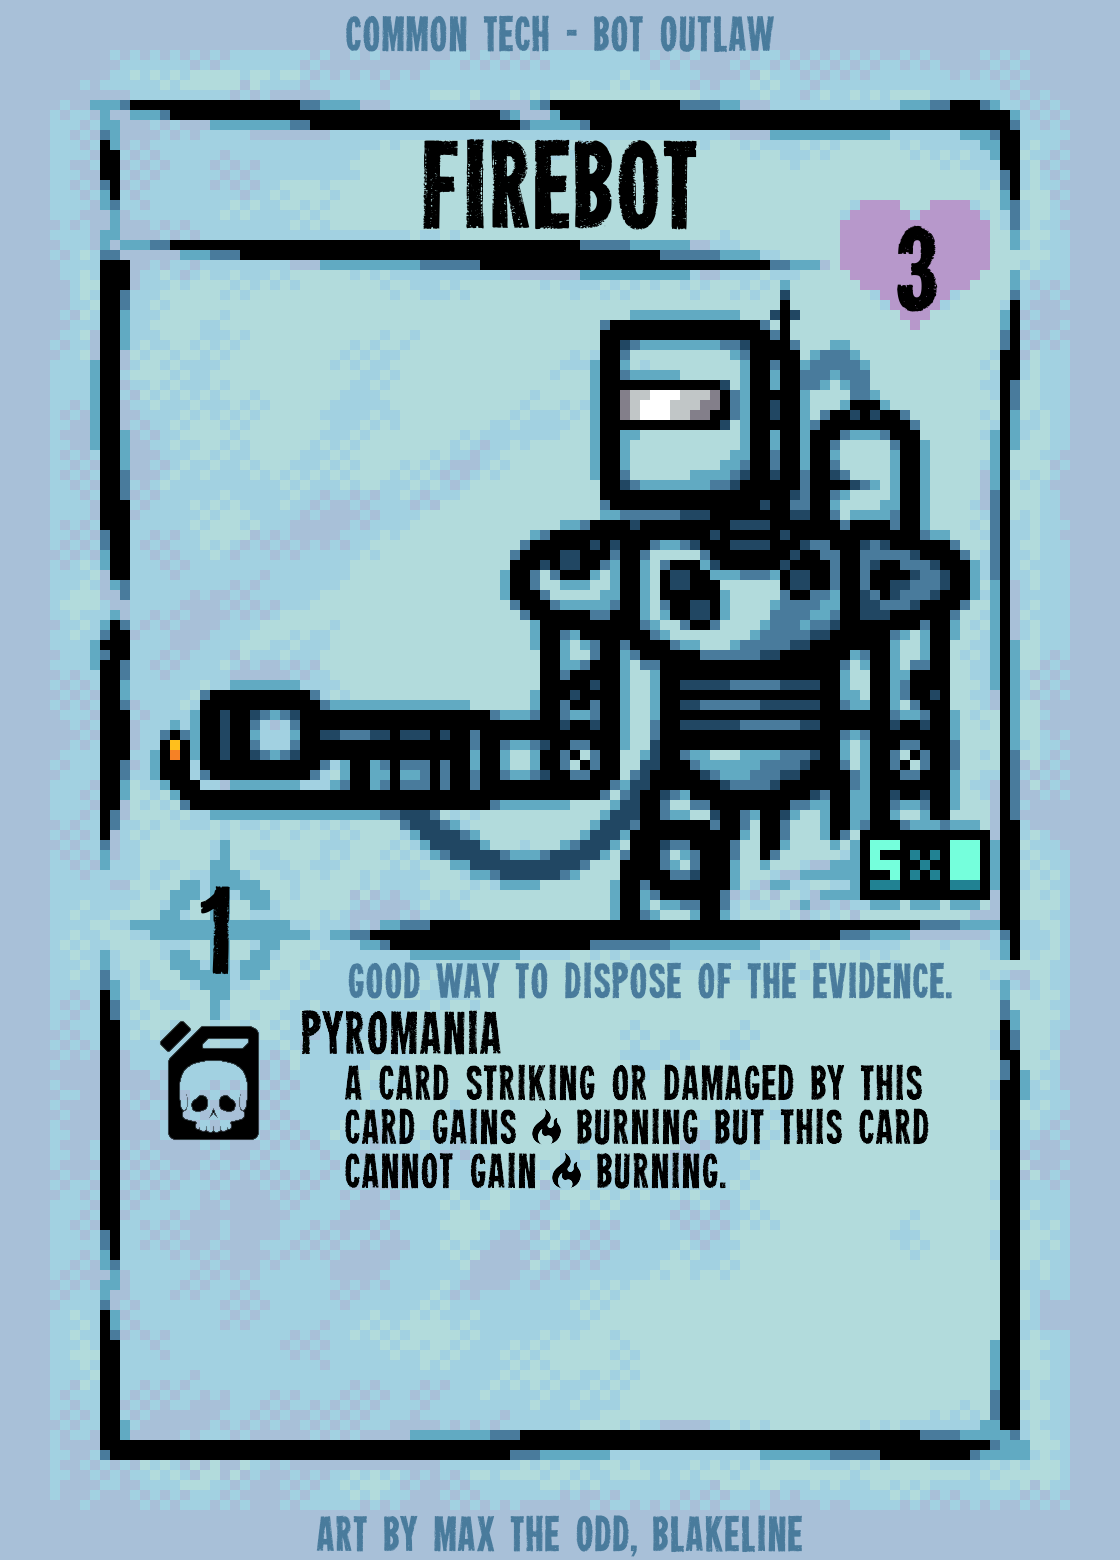 COMMON TECH - BOT OUTLAW
FIREBOT
3
5
1
GOOD WAY TO DISPOSE OF THE EVIDENCE.
PYROMANIA
A CARD STRIKING OR DAMAGED BY THIS
CARD GAINS BURNING BUT THIS CARD
CANNOT GAIN BURNING.
ART BY MAX THE ODD, BLAKELINE